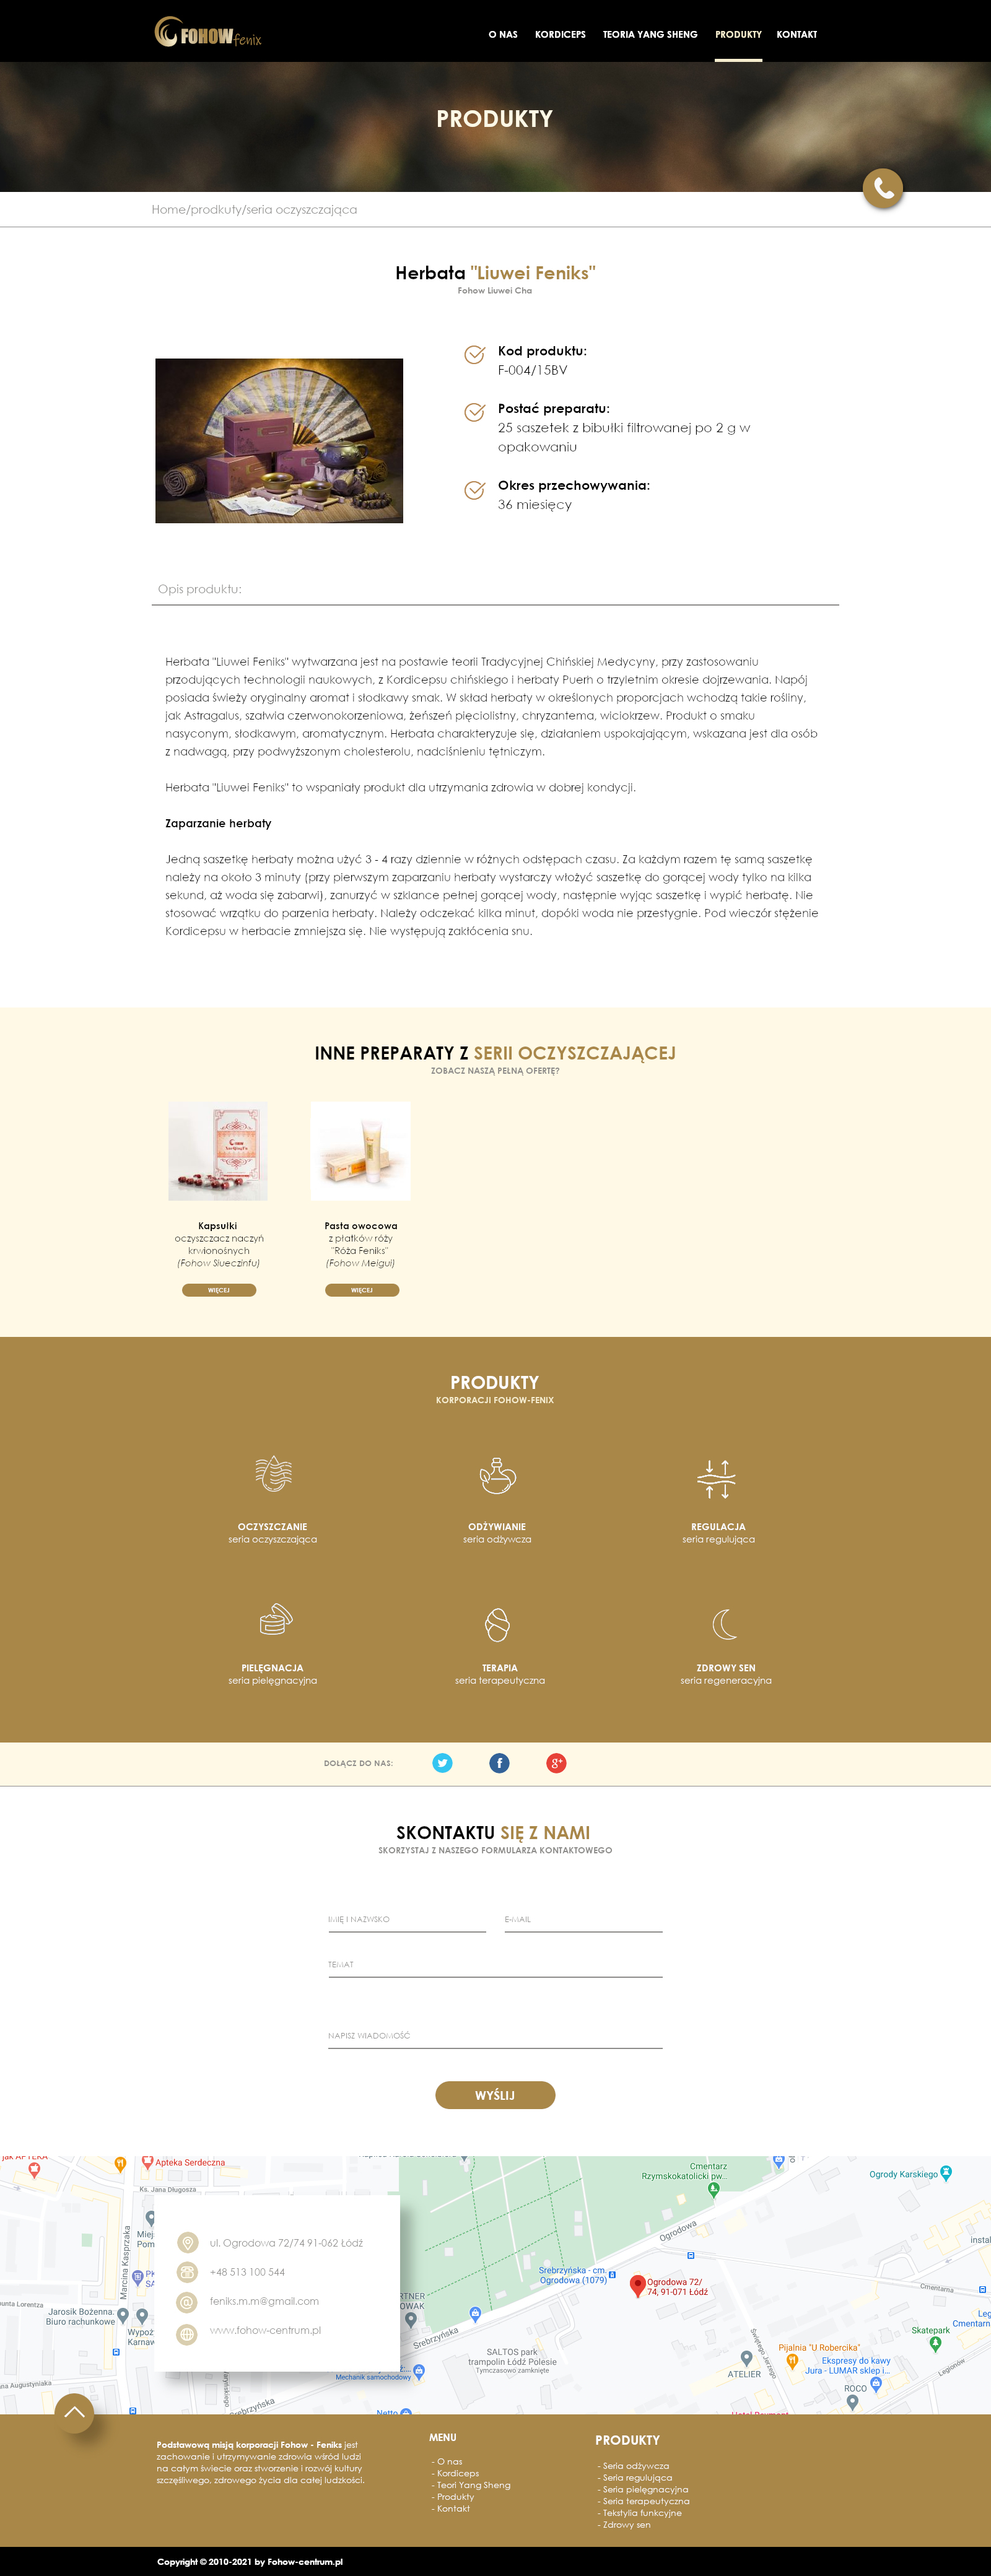 FOHOW fenix
O NAS KORDICEPS TEORIA YANG SHENG PRODUKTY KONTAKT
PRODUKTY
Home/prodkuty/seria oczyszczająca
Herbata "Liuwei Feniks"
Fohow Liuwei Cha
Kod produktu:
F-004/15BV
Postać preparatu:
25 saszetek z bibułki filtrowanej po 2 g w
opakowaniu
Okres przechowywania:
36 miesięcy
Opis produktu:
Herbata "Liuwei Feniks" wytwarzana jest na postawie teorii Tradycyjnej Chińskiej Medycyny, przy zastosowaniu
przodujących technologii naukowych, z Kordicepsu chińskiego i herbaty Puerh o trzyletnim okresie dojrzewania. Napój
posiada świeży oryginalny aromat i słodkawy smak. W skład herbaty w określonych proporcjach wchodzą takie rośliny,
jak Astragalus, szałwia czerwonokorzeniowa, żeńszeń pięciolistny, chryzantema, wiciokrzew. Produkt o smaku
nasyconym, słodkawym, aromatycznym. Herbata charakteryzuje się, działaniem uspokajającym, wskazana jest dla osób
z nadwagą, przy podwyższonym cholesterolu, nadciśnieniu tętniczym.
Herbata "Liuwei Feniks" to wspaniały produkt dla utrzymania zdrowia w dobrej kondycji.
Zaparzanie herbaty
Jedną saszetkę herbaty można użyć 3 - 4 razy dziennie w różnych odstępach czasu. Za każdym razem tę samą saszetkę
należy na około 3 minuty (przy pierwszym zaparzaniu herbaty wystarczy włożyć saszetkę do gorącej wody tylko na kilka
sekund, aż woda się zabarwi), zanurzyć w szklance pełnej gorącej wody, następnie wyjąc saszetkę i wypić herbatę. Nie
stosować wrzątku do parzenia herbaty. Należy odczekać kilka minut, dopóki woda nie przestygnie. Pod wieczór stężenie
Kordicepsu w herbacie zmniejsza się. Nie występują zakłócenia snu.
INNE PREPARATY Z SERII OCZYSZCZAJĄCEJ
ZOBACZ NASZĄ PEŁNĄ OFERTĘ?
Kapsułki
oczyszczacz naczyń
krwionośnych
(Fohow Siueczinfu)
WIĘCEJ
Pasta owocowa
z płatków róży
"Róża Feniks"
(Fohow Meigui)
WIĘCEJ
PRODUKTY
KORPORACJI FOHOW-FENIX
OCZYSZCZANIE
seria oczyszczająca
ODŻYWIANIE
seria odżywcza
REGULACJA
seria regulująca
PIELĘGNACJA
seria pielęgnacyjna
TERAPIA
seria terapeutyczna
ZDROWY SEN
seria regeneracyjna
DOŁĄCZ DO NAS:
SKONTAKTU SIĘ Z NAMI
SKORZYSTAJ Z NASZEGO FORMULARZA KONTAKTOWEGO
IMIĘ I NAZWSKO
E-MAIL
TEMAT
NAPISZ WIADOMOŚĆ
WYŚLIJ
jak APTEKA
Apteka Serdeczna
Ks. Jana Długosza
Cmentarz
Rzymskokatolicki pw...
Ogrody Karskiego
Marcina Kasprzaka
Ogrodowa
Srebrzyńska - cm.
Ogrodowa (1079)
Ogrodowa 72/
74, 91-071 Łódź
Cmentarna
Jarosik Bożenna.
Biuro rachunkowe
Srebrzyńska
SALTOS park
trampolin Łódź Polesie
Tymczasowo zamknięte
Skatepark
Pijalnia "U Robercika"
Ekspresy do kawy
Jura - LUMAR sklep i...
ATELIER
ROCO
Legionów
Mechanik samochodowy
Netto
ul. Ogrodowa 72/74 91-062 Łódź
+48 513 100 544
feniks.m.m@gmail.com
www.fohow-centrum.pl
Podstawową misją korporacji Fohow - Feniks jest
zachowanie i utrzymywanie zdrowia wśród ludzi
na całym świecie oraz stworzenie i rozwój kultury
szczęśliwego, zdrowego życia dla całej ludzkości.
MENU
- O nas
- Kordiceps
- Teori Yang Sheng
- Produkty
- Kontakt
PRODUKTY
- Seria odżywcza
- Seria regulująca
- Seria pielęgnacyjna
- Seria terapeutyczna
- Tekstylia funkcyjne
- Zdrowy sen
Copyright © 2010-2021 by Fohow-centrum.pl